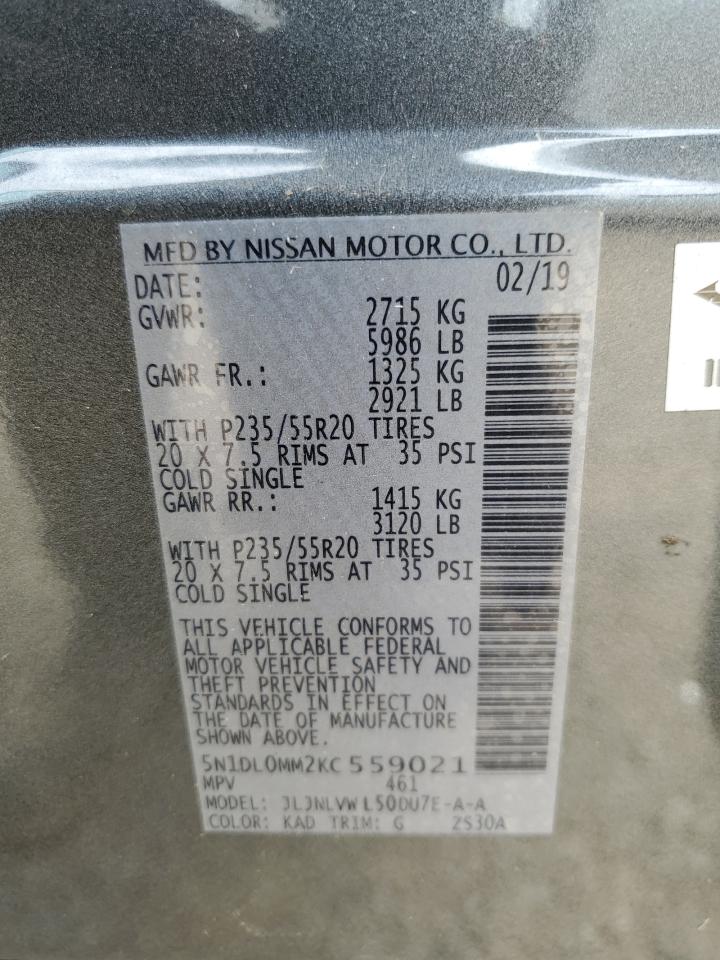 MFD BY NISSAN MOTOR CO., LTD.
DATE: 02/19
GVWR: 2715 KG
5986 LB
GAWR FR.: 1325 KG
2921 LB
WITH P235/55R20 TIRES
20 X 7.5 RIMS AT 35 PSI
COLD SINGLE
GAWR RR.: 1415 KG
3120 LB
WITH P235/55R20 TIRES
20 X 7.5 RIMS AT 35 PSI
COLD SINGLE
THIS VEHICLE CONFORMS TO
ALL APPLICABLE FEDERAL
MOTOR VEHICLE SAFETY AND
THEFT PREVENTION
STANDARDS IN EFFECT ON
THE DATE OF MANUFACTURE
SHOWN ABOVE.
5N1DL0MM2KC559021
MPV 461
MODEL: JLJNLVWL50DU7E-A-A
COLOR: KAD TRIM: G 2S30A